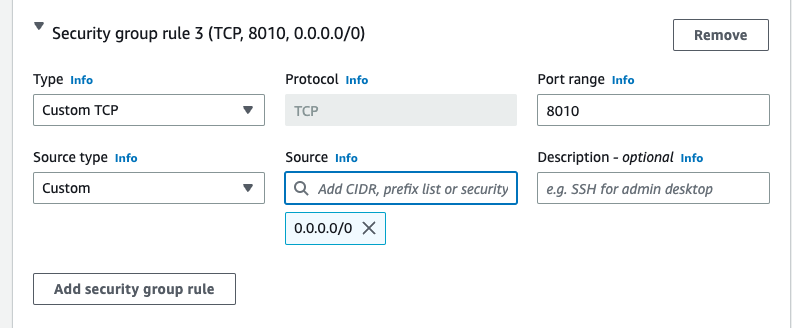 Security group rule 3 (TCP, 8010, 0.0.0.0/0)
Remove
Type Info
Protocol Info
Port range Info
Custom TCP
TCP
8010
Source type Info
Source Info
Description - optional Info
Custom
Add CIDR, prefix list or security
e.g. SSH for admin desktop
0.0.0.0/0
Add security group rule